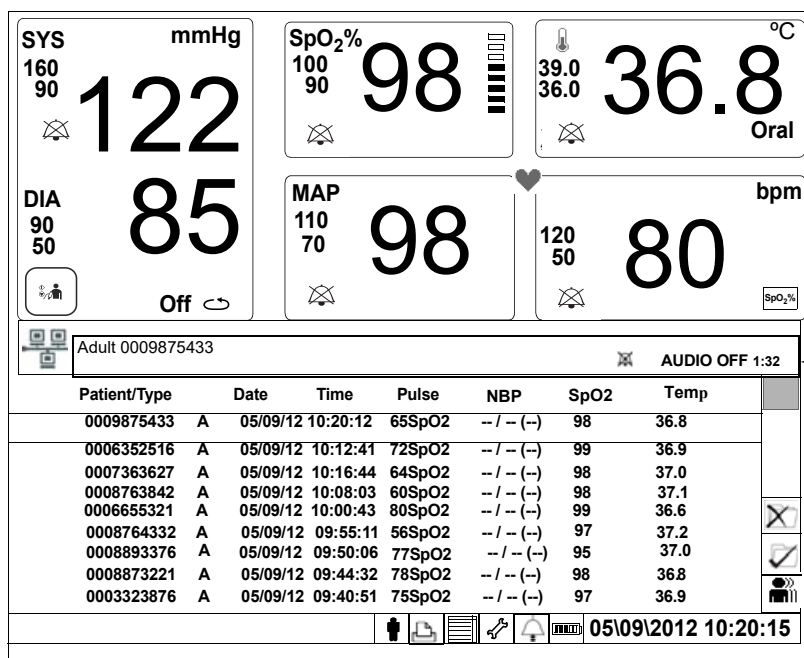 SYS mmHg
160
90
122
DIA
90
50
85
Off
SpO2%
100
90
98
ºC
39.0
36.0
36.8
Oral
MAP
110
70
98
bpm
120
50
80
SpO2%
Adult 0009875433
AUDIO OFF 1:32
Patient/Type Date Time Pulse NBP SpO2 Temp
0009875433 A 05/09/12 10:20:12 65SpO2 -- / -- (--) 98 36.8
0006352516 A 05/09/12 10:12:41 72SpO2 -- / -- (--) 99 36.9
0007363627 A 05/09/12 10:16:44 64SpO2 -- / -- (--) 98 37.0
0008763842 A 05/09/12 10:08:03 60SpO2 -- / -- (--) 98 37.1
0006655321 A 05/09/12 10:00:43 80SpO2 -- / -- (--) 99 36.6
0008764332 A 05/09/12 09:55:11 56SpO2 -- / -- (--) 97 37.2
0008893376 A 05/09/12 09:50:06 77SpO2 -- / -- (--) 95 37.0
0008873221 A 05/09/12 09:44:32 78SpO2 -- / -- (--) 98 36.8
0003323876 A 05/09/12 09:40:51 75SpO2 -- / -- (--) 97 36.9
05\09\2012 10:20:15